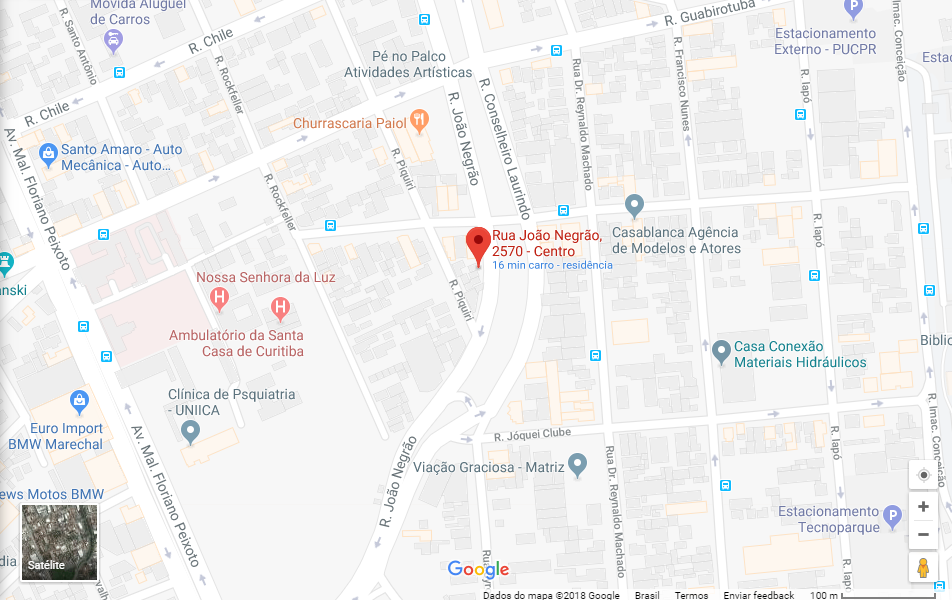 Movida Aluguel
de Carros
R. Santo Antônio
R. Chile
R. Guabirotuba
P
Estacionamento
Externo - PUCPR
R. Imac. Conceição
Pé no Palco
Atividades Artísticas
R. Rockfeller
R. Conselheiro Laurindo
Rua Dr. Reynaldo Machado
R. Francisco Nunes
R. Iapó
R. Chile
Av. Mal. Floriano Peixoto
Churrascaria Paiol
R. João Negrão
Santo Amaro - Auto
Mecânica - Auto...
R. Piquiri
R. Rockfeller
Rua João Negrão,
2570 - Centro
16 min carro - residência
Casablanca Agência
de Modelos e Atores
R. Iapó
Nossa Senhora da Luz
H
H
Ambulatório da Santa
Casa de Curitiba
R. Piquiri
Casa Conexão
Materiais Hidráulicos
Clínica de Psquiatria
- UNIICA
Euro Import
BMW Marechal
Av. Mal. Floriano Peixoto
R. João Negrão
R. Jóquei Clube
R. Iapó
R. Imac. Conceição
Viação Graciosa - Matriz
Rua Dr. Reynaldo Machado
News Motos BMW
Estacionamento
Tecnoparque
P
Satélite
Google
R. Iapó
Dados do mapa ©2018 Google
Brasil
Termos
Enviar feedback
100 m